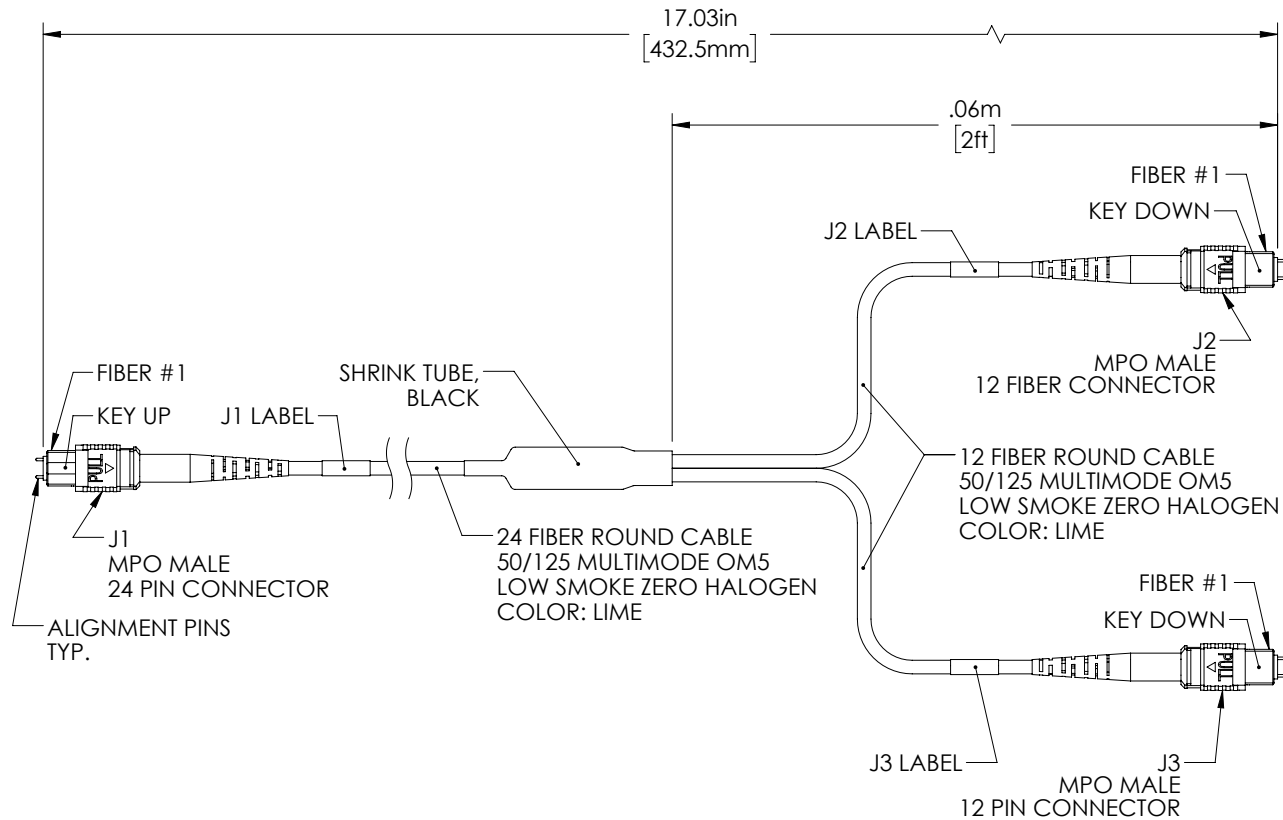 17.03in
[432.5mm]
.06m
[2ft]
FIBER #1
KEY DOWN
J2 LABEL
PULL
J2
MPO MALE
12 FIBER CONNECTOR
FIBER #1
KEY UP
J1 LABEL
SHRINK TUBE,
BLACK
PULL
J1
MPO MALE
24 PIN CONNECTOR
ALIGNMENT PINS
TYP.
24 FIBER ROUND CABLE
50/125 MULTIMODE OM5
LOW SMOKE ZERO HALOGEN
COLOR: LIME
12 FIBER ROUND CABLE
50/125 MULTIMODE OM5
LOW SMOKE ZERO HALOGEN
COLOR: LIME
FIBER #1
KEY DOWN
PULL
J3 LABEL
J3
MPO MALE
12 PIN CONNECTOR